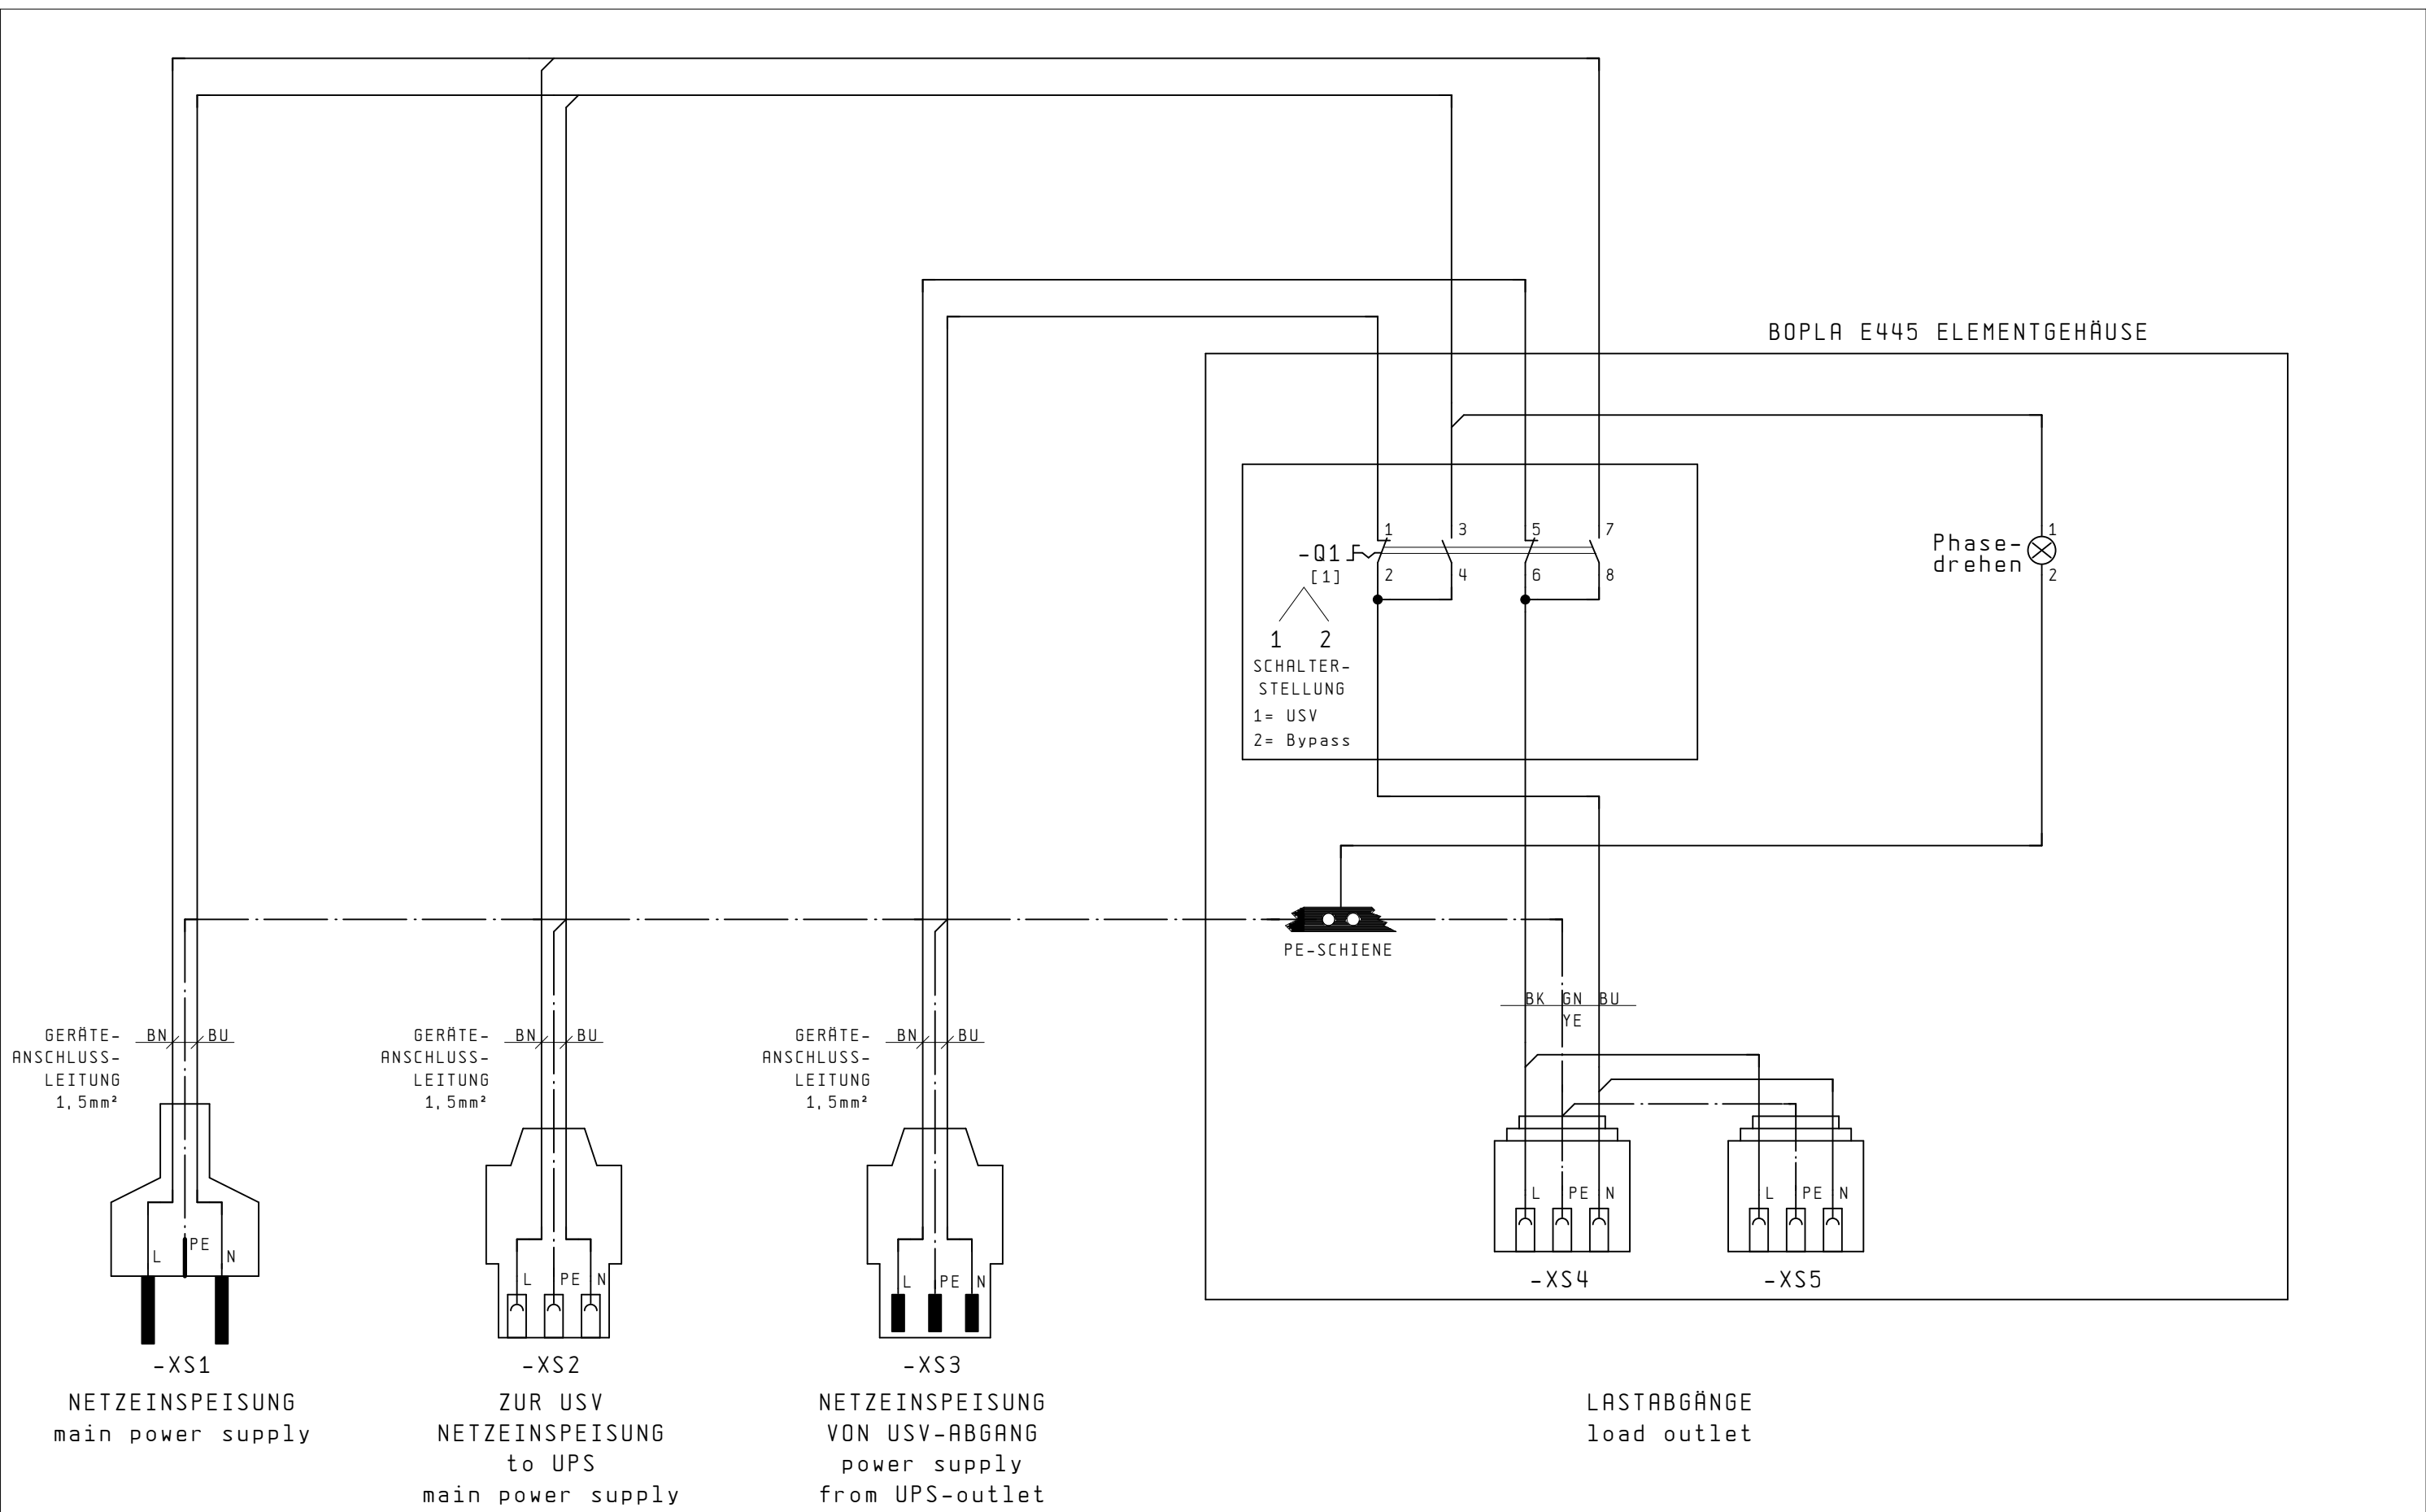 BOPLA E445 ELEMENTGEHÄUSE
1
3
5
7
-Q1
[1]
2
4
6
8
1 2
SCHALTER-
STELLUNG
1= USV
2= Bypass
Phase-
drehen
1
2
PE-SCHIENE
BK GN BU
YE
GERÄTE-
ANSCHLUSS-
LEITUNG
1,5mm²
BN BU
GERÄTE-
ANSCHLUSS-
LEITUNG
1,5mm²
BN BU
GERÄTE-
ANSCHLUSS-
LEITUNG
1,5mm²
BN BU
L PE N
-XS1
NETZEINSPEISUNG
main power supply
L PE N
-XS2
ZUR USV
NETZEINSPEISUNG
to UPS
main power supply
L PE N
-XS3
NETZEINSPEISUNG
VON USV-ABGANG
power supply
from UPS-outlet
L PE N
-XS4
L PE N
-XS5
LASTABGÄNGE
load outlet